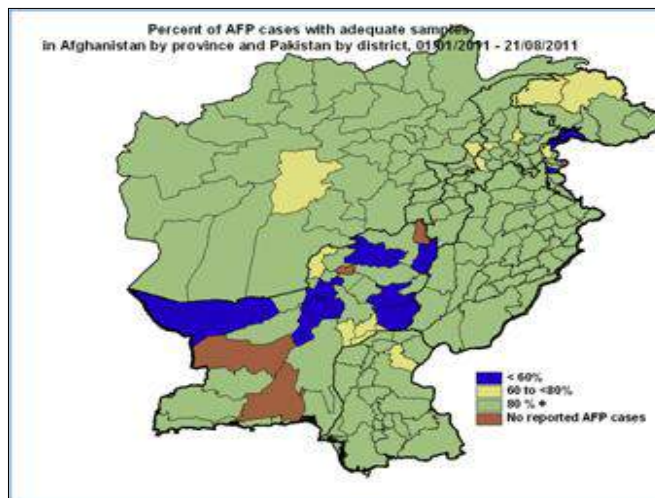 Percent of AFP cases with adequate samples
in Afghanistan by province and Pakistan by district, 01/01/2011 - 21/08/2011
< 60%
60 to <80%
80 % +
No reported AFP cases